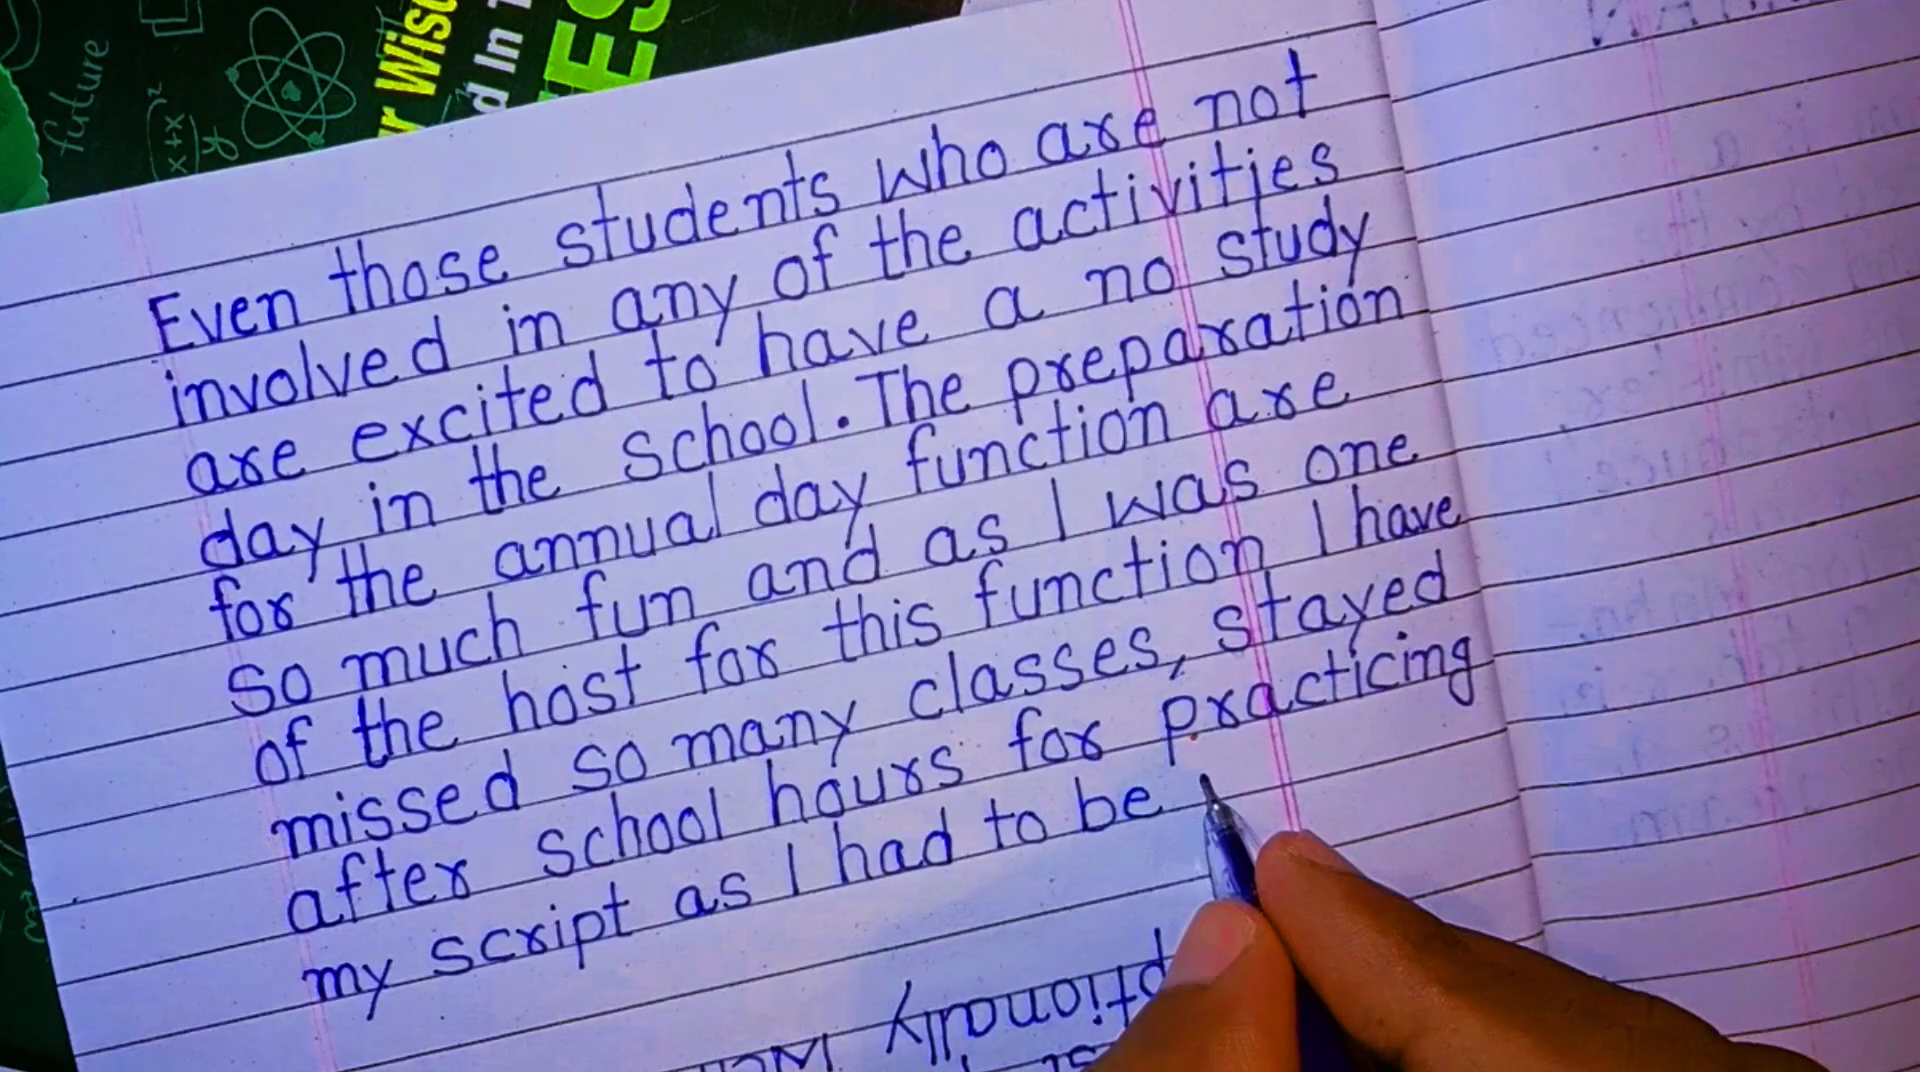 future
Even those students who are not
involved in any of the activities
are excited to have a no study
day in the school. The preparation
for the annual day function are
so much fun and as I was one
of the host for this function I have
missed so many classes, stayed
after school hours for practicing
my script as I had to be